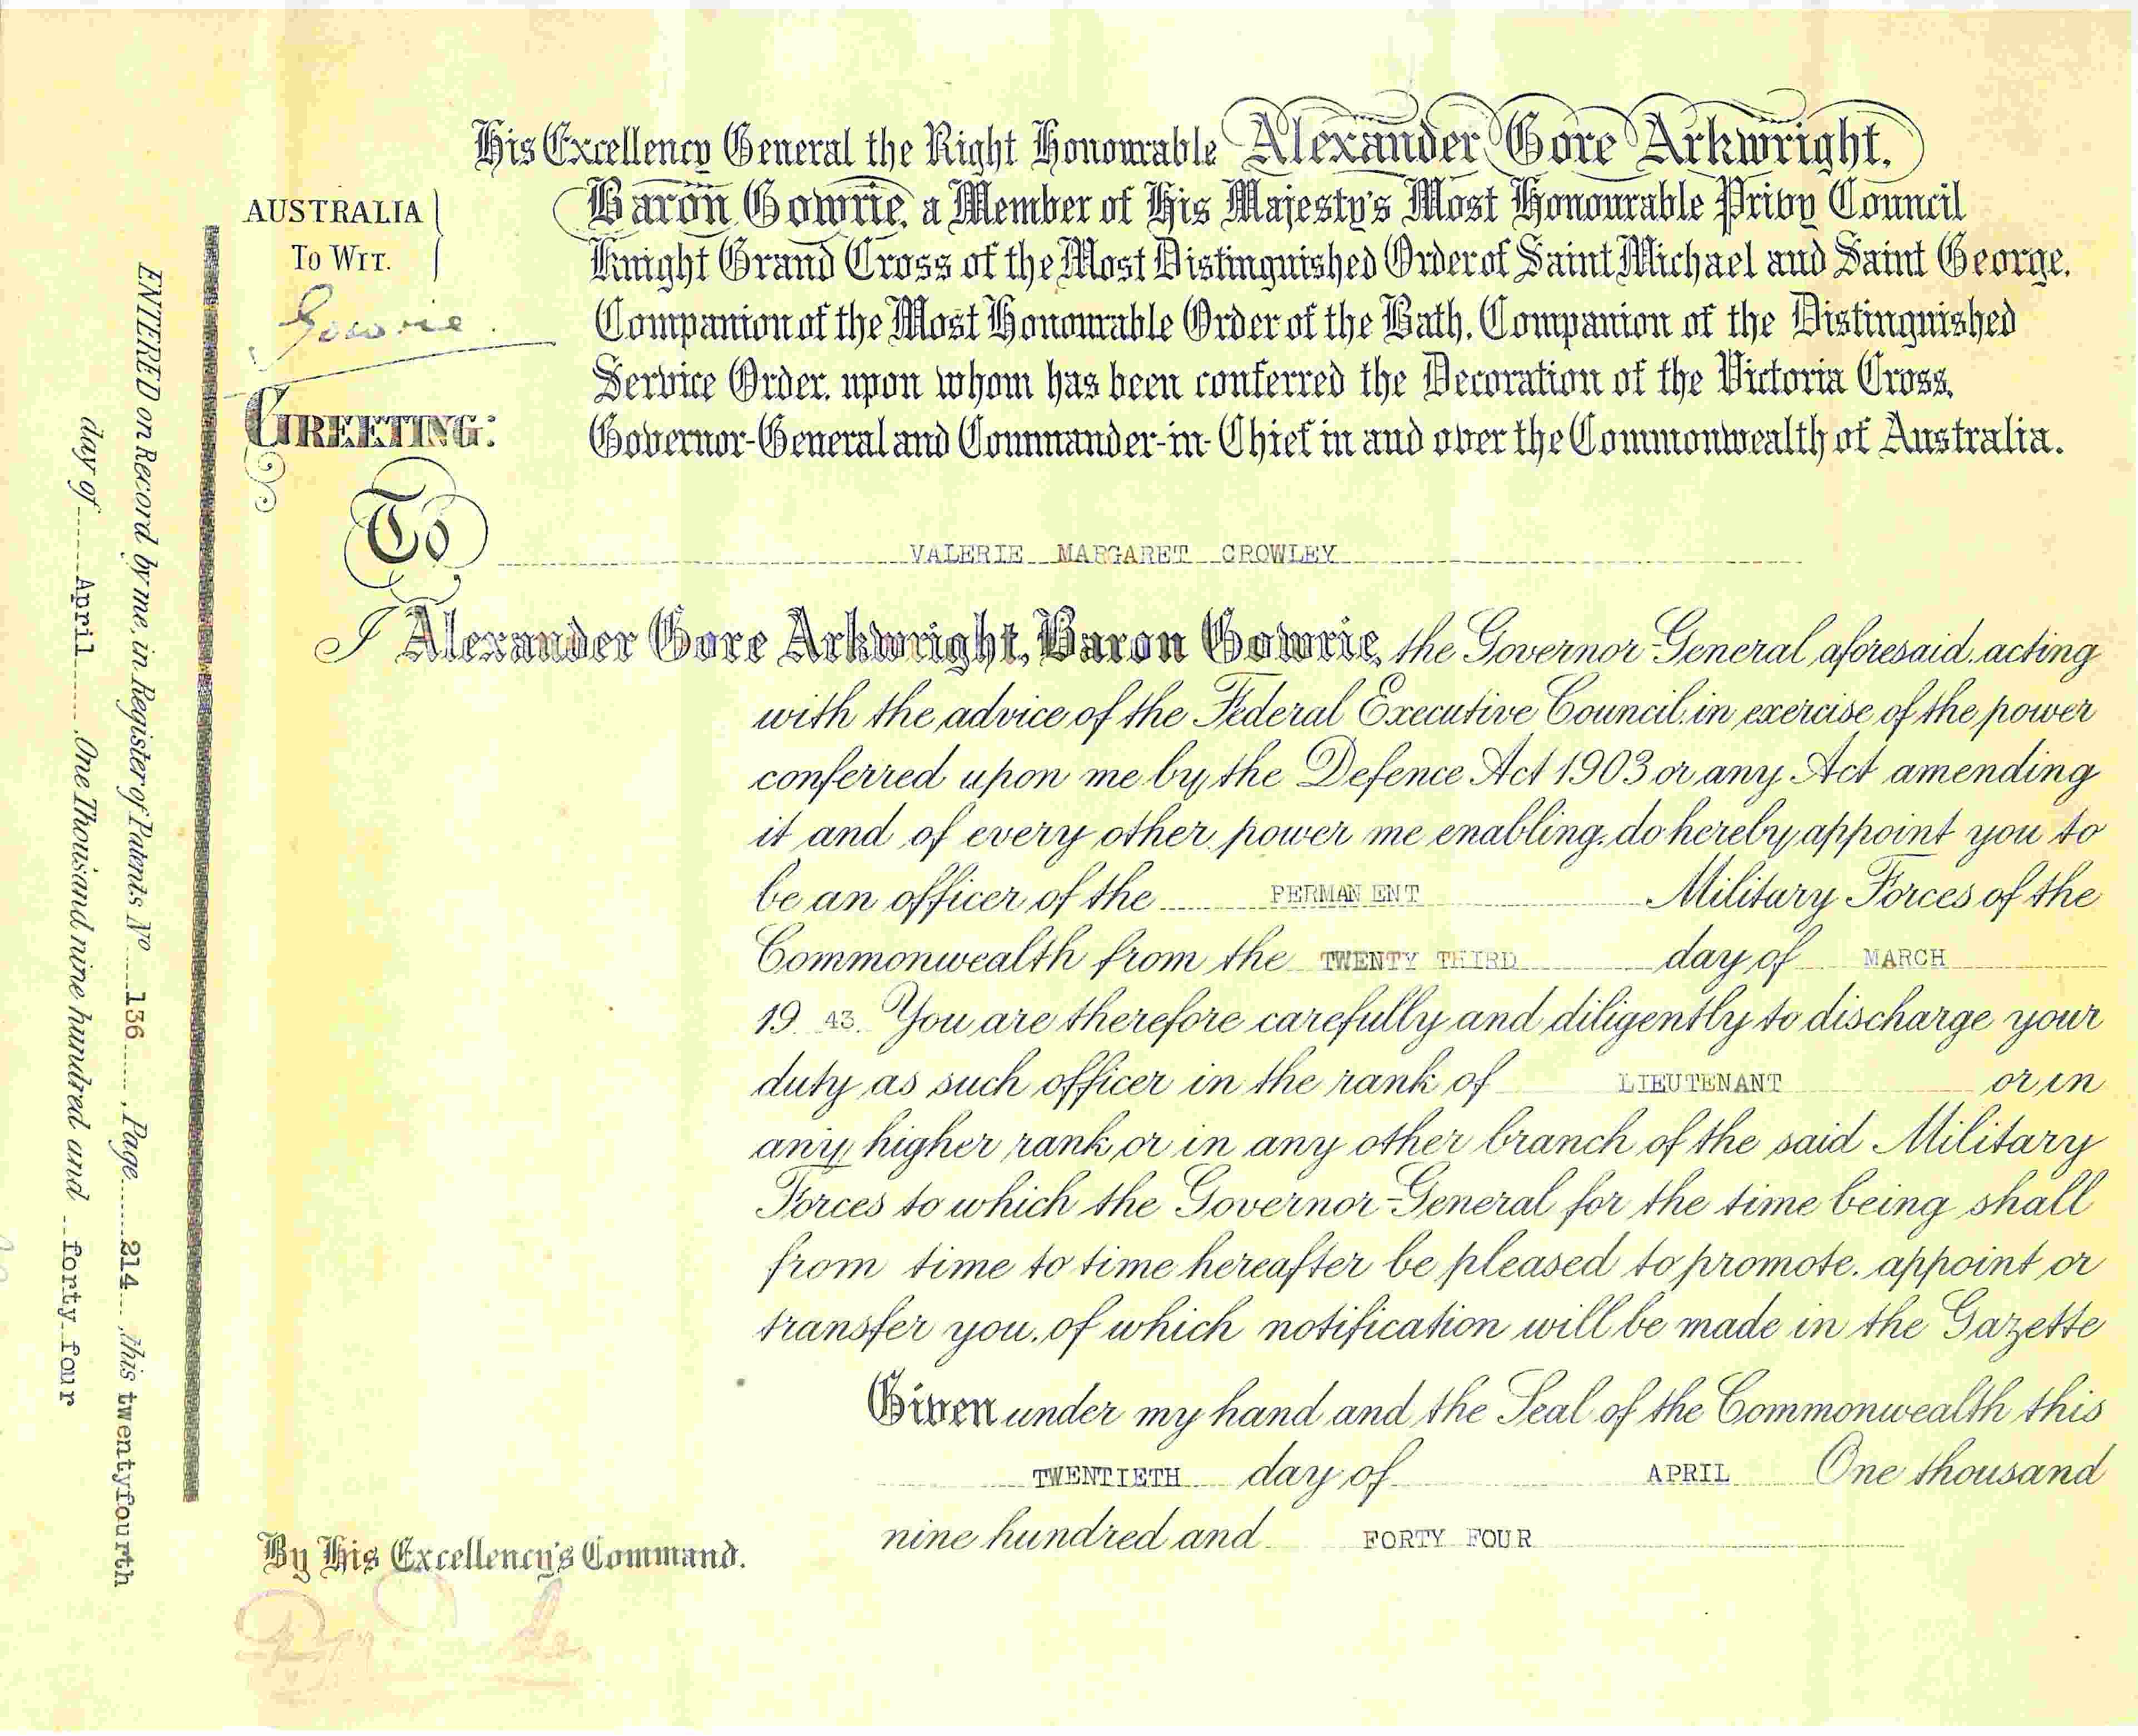 His Excellency General the Right Honourable Alexander Gore Arkwright,
Baron Gowrie, a Member of His Majesty's Most Honourable Privy Council
Knight Grand Cross of the Most Distinguished Order of Saint Michael and Saint George,
Companion of the Most Honourable Order of the Bath, Companion of the Distinguished
Service Order, upon whom has been conferred the Decoration of the Victoria Cross,
Governor-General and Commander-in-Chief in and over the Commonwealth of Australia.
AUSTRALIA
TO WIT.
Gowrie.
GREETING:
To VALERIE MARGARET CROWLEY
I Alexander Gore Arkwright, Baron Gowrie, the Governor-General aforesaid, acting
with the advice of the Federal Executive Council, in exercise of the power
conferred upon me by the Defence Act 1903 or any Act amending
it and of every other power me enabling, do hereby appoint you to
be an officer of the PERMANENT Military Forces of the
Commonwealth from the TWENTY THIRD day of MARCH
19 43. You are therefore carefully and diligently to discharge your
duty as such officer in the rank of LIEUTENANT or in
any higher rank or in any other branch of the said Military
Forces to which the Governor-General for the time being shall
from time to time hereafter be pleased to promote, appoint or
transfer you, of which notification will be made in the Gazette
Given under my hand and the Seal of the Commonwealth this
TWENTIETH day of APRIL One thousand
nine hundred and FORTY FOUR
By His Excellency's Command.
ENTERED on Record by me, in Register of Patents No 136, Page 214, this twentyfourth
day of April, One Thousand nine hundred and forty four